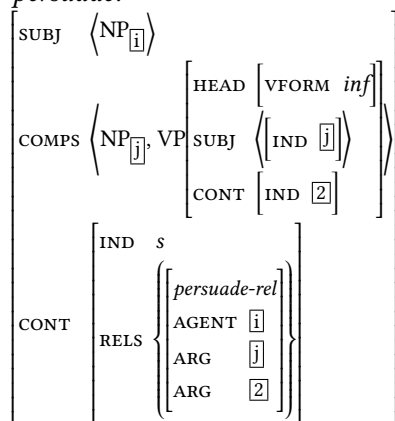 persuade:
SUBJ ⟨NP i⟩
HEAD [VFORM inf]
COMPS ⟨NP j, VP SUBJ ⟨[IND j]⟩ ⟩
CONT [IND 2]
IND s
persuade-rel
AGENT i
CONT RELS { ARG j }
ARG 2